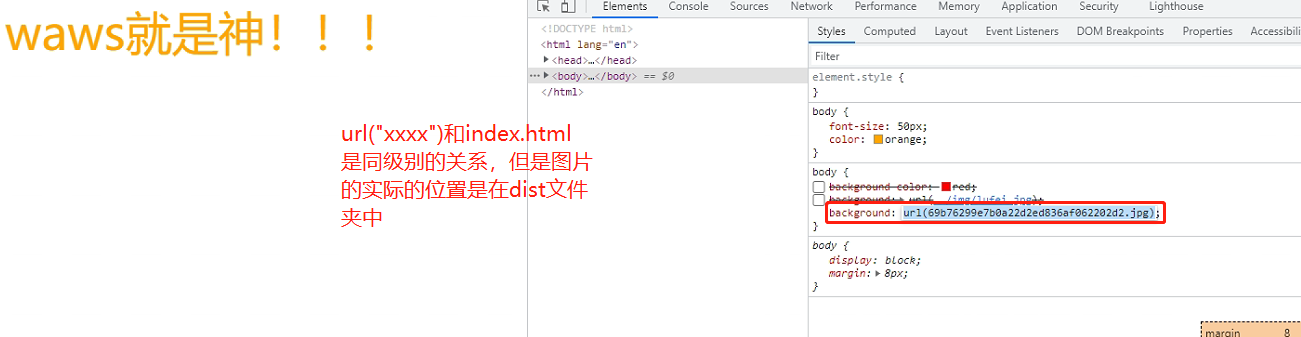 waws就是神！！！
Elements Console Sources Network Performance Memory Application Security Lighthouse
<!DOCTYPE html>
<html lang="en">
<head>…</head>
<body>…</body> == $0
</html>
url("xxxx")和index.html
是同级别的关系，但是图片
的实际的位置是在dist文件
夹中
Styles Computed Layout Event Listeners DOM Breakpoints Properties Accessibili
Filter
element.style {
}
body {
font-size: 50px;
color: orange;
}
body {
background-color: red;
background: url(../img/lufei.jpg);
background: url(69b76299e7b0a22d2ed836af062202d2.jpg);
}
body {
display: block;
margin: 8px;
}
margin 8